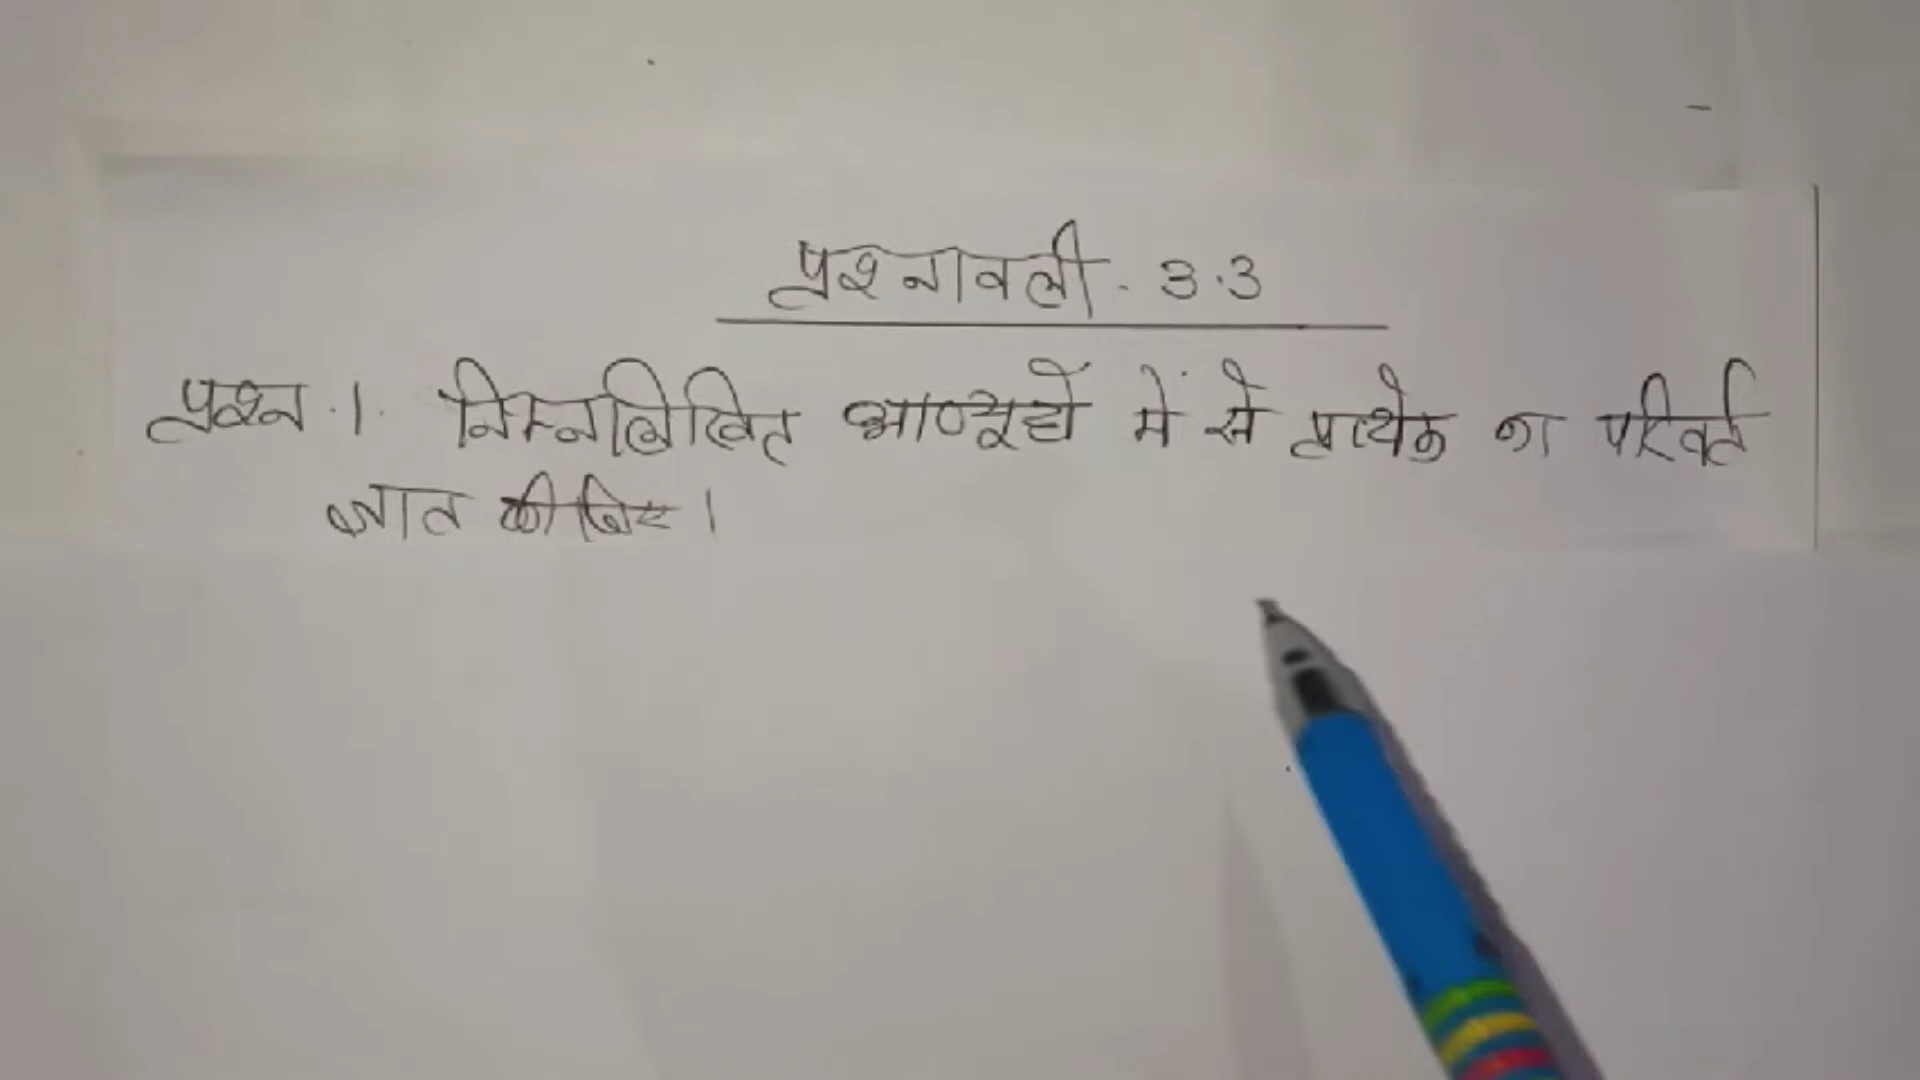 प्रश्नावली - 3.3
प्रश्न.1. निम्नलिखित आव्यूहों में से प्रत्येक का परिवर्त
ज्ञात कीजिए।